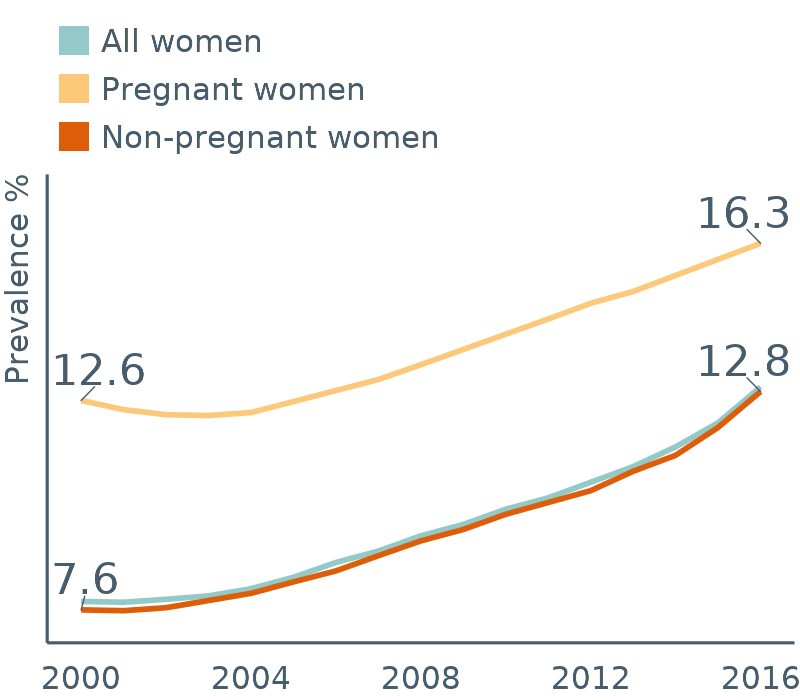 All women
Pregnant women
Non-pregnant women
Prevalence %
16.3
12.6
12.8
7.6
2000 2004 2008 2012 2016